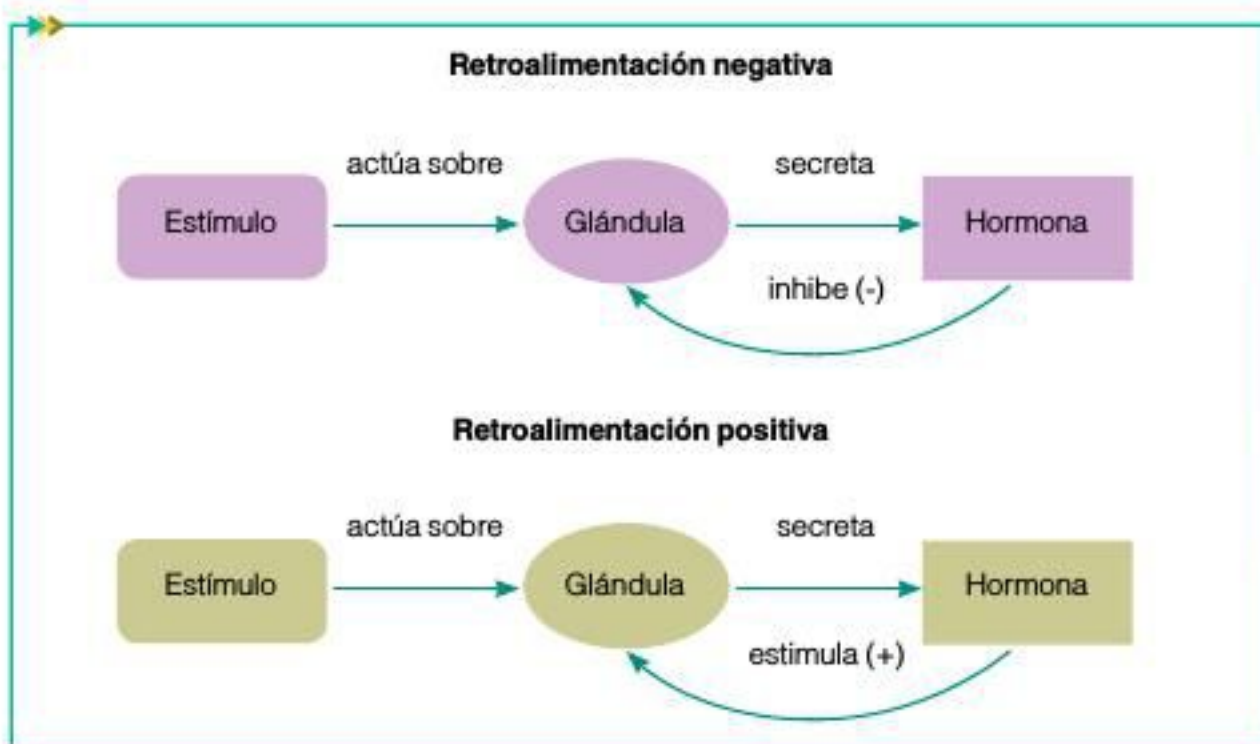 Retroalimentación negativa
actúa sobre
secreta
Estímulo
Glándula
Hormona
inhibe (-)
Retroalimentación positiva
actúa sobre
secreta
Estímulo
Glándula
Hormona
estimula (+)